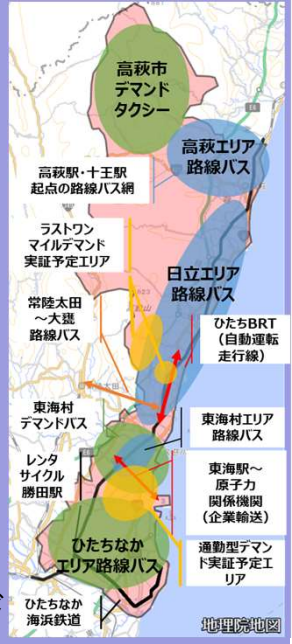 高萩市
デマンド
タクシー
高萩エリア
路線バス
高萩駅・十王駅
起点の路線バス網
ラストワン
マイルデマンド
実証予定エリア
日立エリア
路線バス
常陸太田
～大甕
路線バス
ひたちBRT
（自動運転
走行線）
東海村
デマンドバス
東海村エリア
路線バス
レンタ
サイクル
勝田駅
東海駅～
原子力
関係機関
（企業輸送）
ひたちなか
エリア路線バス
通勤型デマン
ド実証予定エ
リア
ひたちなか
海浜鉄道
地理院地図